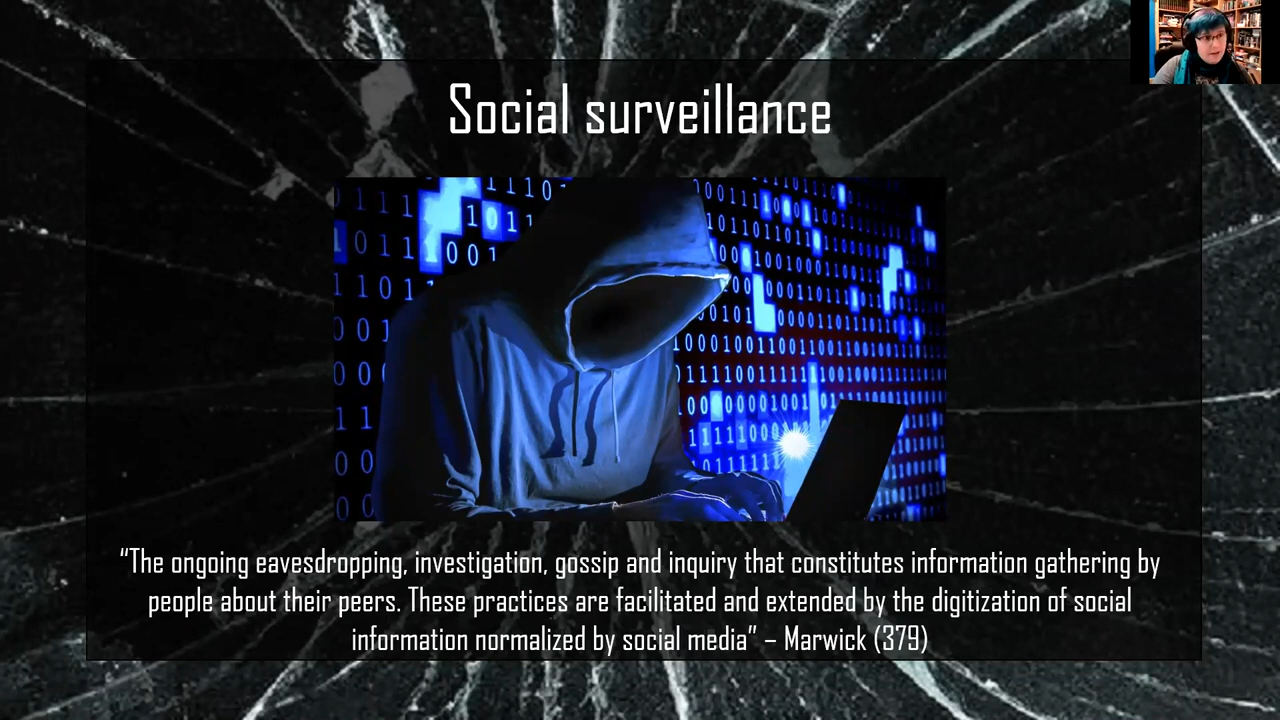 Social surveillance
“The ongoing eavesdropping, investigation, gossip and inquiry that constitutes information gathering by
people about their peers. These practices are facilitated and extended by the digitization of social
information normalized by social media” – Marwick (379)